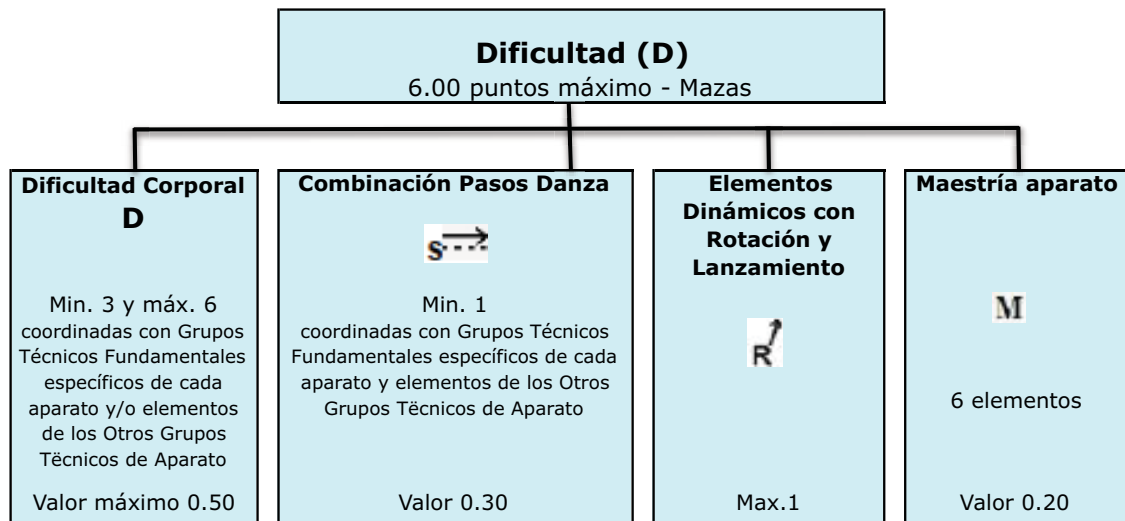 Dificultad (D)
6.00 puntos máximo - Mazas
Dificultad Corporal
D
Min. 3 y máx. 6
coordinadas con Grupos
Técnicos Fundamentales
específicos de cada
aparato y/o elementos
de los Otros Grupos
Tëcnicos de Aparato
Valor máximo 0.50
Combinación Pasos Danza
S
Min. 1
coordinadas con Grupos Técnicos
Fundamentales específicos de cada
aparato y elementos de los Otros
Grupos Tëcnicos de Aparato
Valor 0.30
Elementos
Dinámicos con
Rotación y
Lanzamiento
R
Max.1
Maestría aparato
M
6 elementos
Valor 0.20